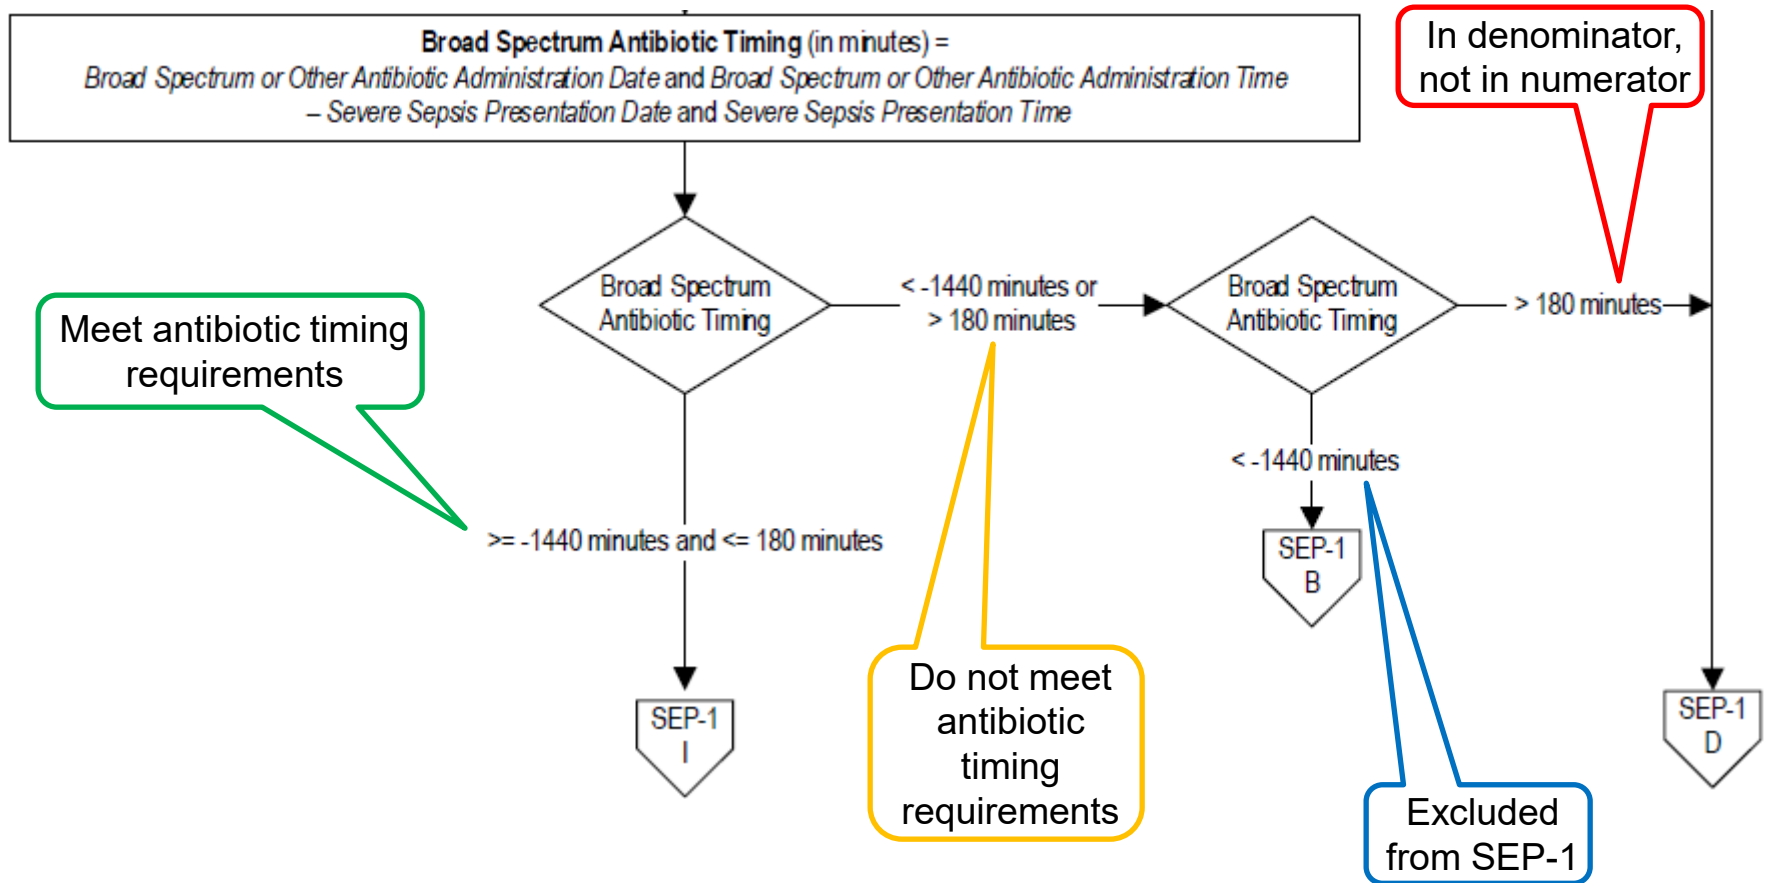 Broad Spectrum Antibiotic Timing (in minutes) =
Broad Spectrum or Other Antibiotic Administration Date and Broad Spectrum or Other Antibiotic Administration Time
– Severe Sepsis Presentation Date and Severe Sepsis Presentation Time
In denominator,
not in numerator
Broad Spectrum
Antibiotic Timing
< -1440 minutes or
> 180 minutes
Broad Spectrum
Antibiotic Timing
> 180 minutes
Meet antibiotic timing
requirements
< -1440 minutes
>= -1440 minutes and <= 180 minutes
SEP-1
B
Do not meet
antibiotic
timing
requirements
SEP-1
I
SEP-1
D
Excluded
from SEP-1